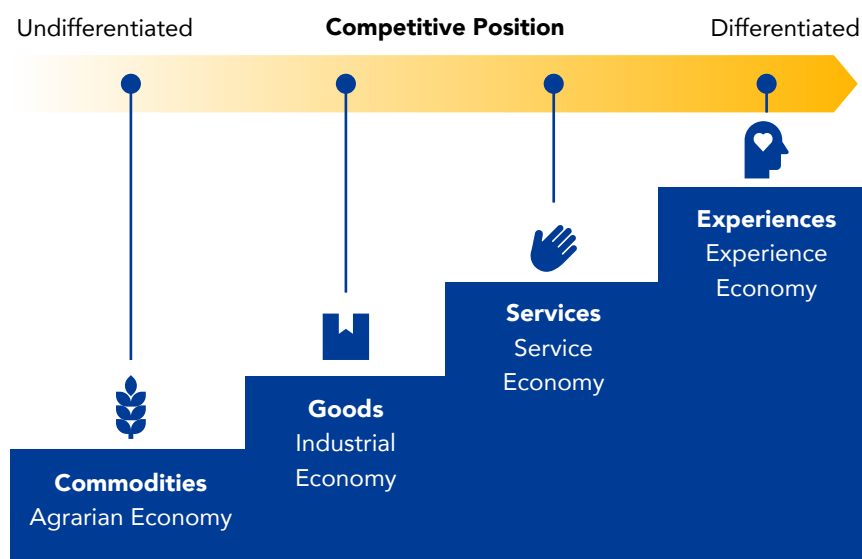 Undifferentiated
Competitive Position
Differentiated
Experiences
Experience
Economy
Services
Service
Economy
Goods
Industrial
Economy
Commodities
Agrarian Economy